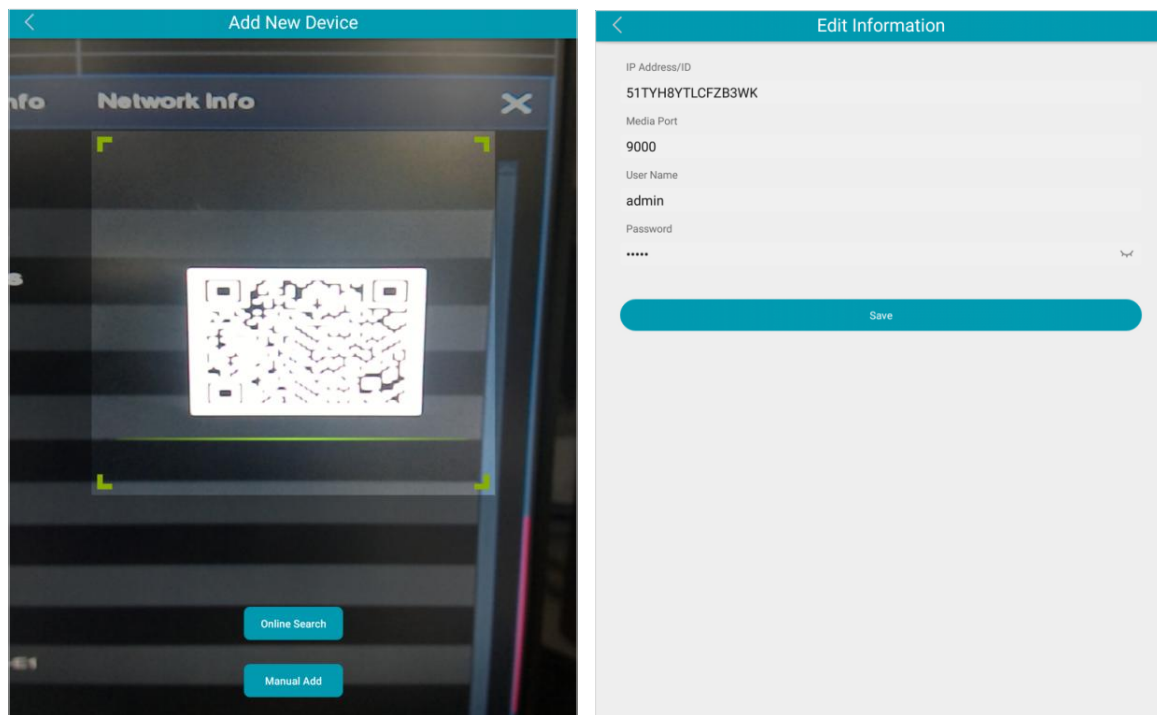 Add New Device
nfo
Network Info
s
Online Search
Manual Add
Edit Information
IP Address/ID
51TYH8YTLCFZB3WK
Media Port
9000
User Name
admin
Password
•••••
Save